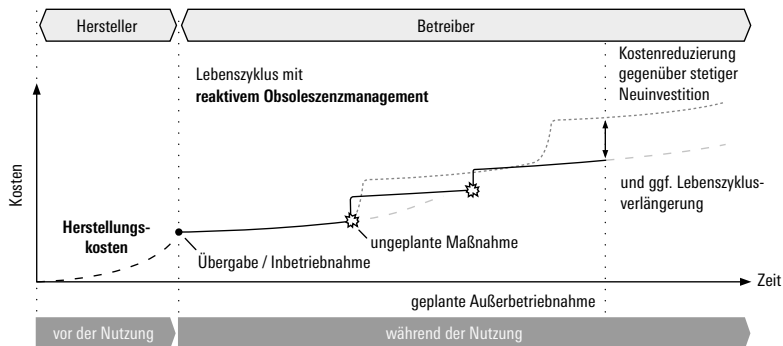 Hersteller
Betreiber
Lebenszyklus mit
reaktivem Obsoleszenzmanagement
Kostenreduzierung
gegenüber stetiger
Neuinvestition
Kosten
Herstellungs-
kosten
Übergabe / Inbetriebnahme
ungeplante Maßnahme
und ggf. Lebenszyklus-
verlängerung
Zeit
geplante Außerbetriebnahme
vor der Nutzung
während der Nutzung